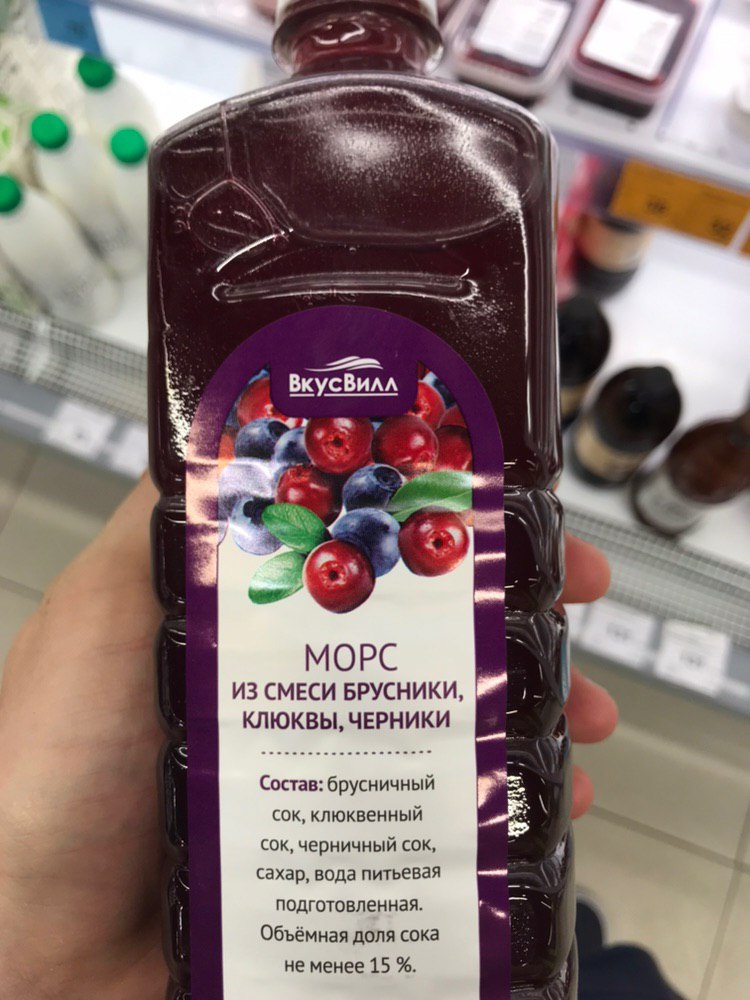 ВкусВилл
МОРС
ИЗ СМЕСИ БРУСНИКИ,
КЛЮКВЫ, ЧЕРНИКИ
Состав: брусничный
сок, клюквенный
сок, черничный сок,
сахар, вода питьевая
подготовленная.
Объёмная доля сока
не менее 15 %.